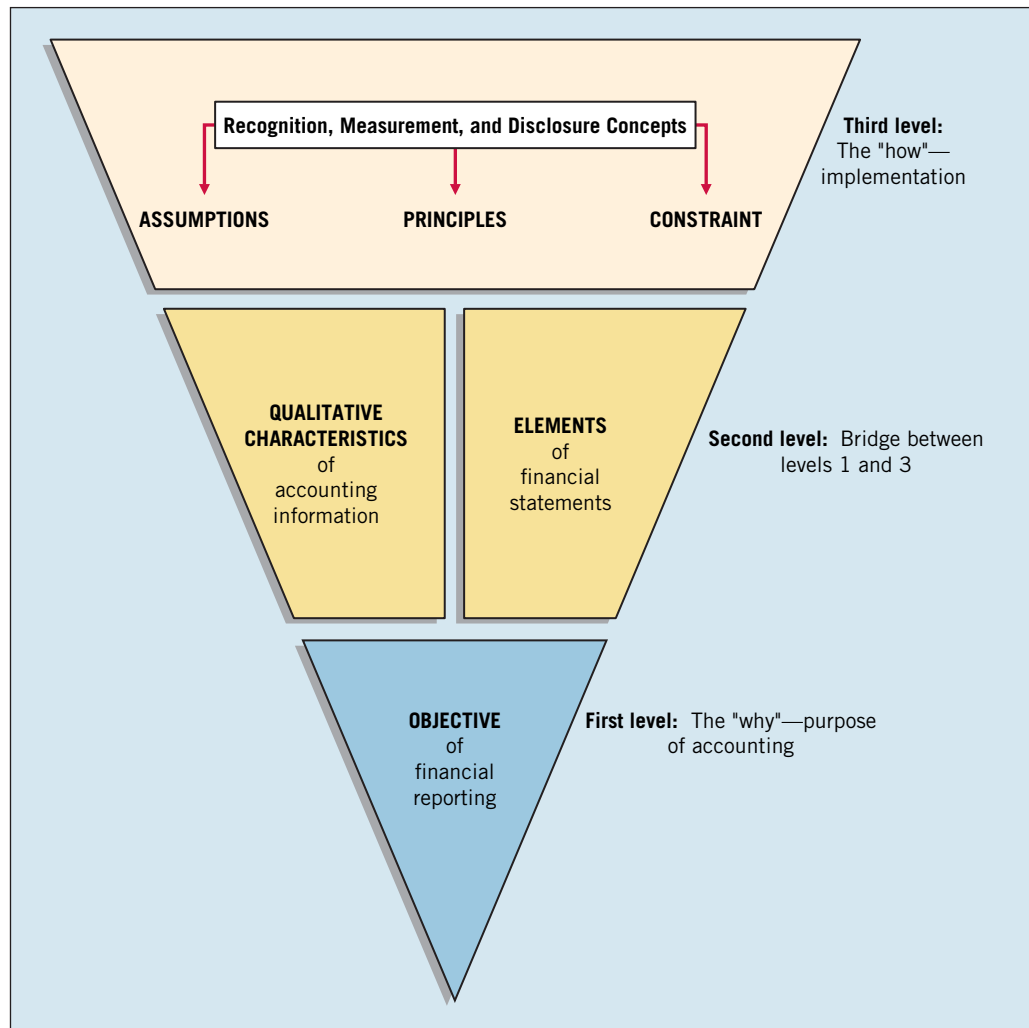 Recognition, Measurement, and Disclosure Concepts
ASSUMPTIONS
PRINCIPLES
CONSTRAINT
Third level:
The "how"—
implementation
QUALITATIVE
CHARACTERISTICS
of
accounting
information
ELEMENTS
of
financial
statements
Second level: Bridge between
levels 1 and 3
OBJECTIVE
of
financial
reporting
First level: The "why"—purpose
of accounting